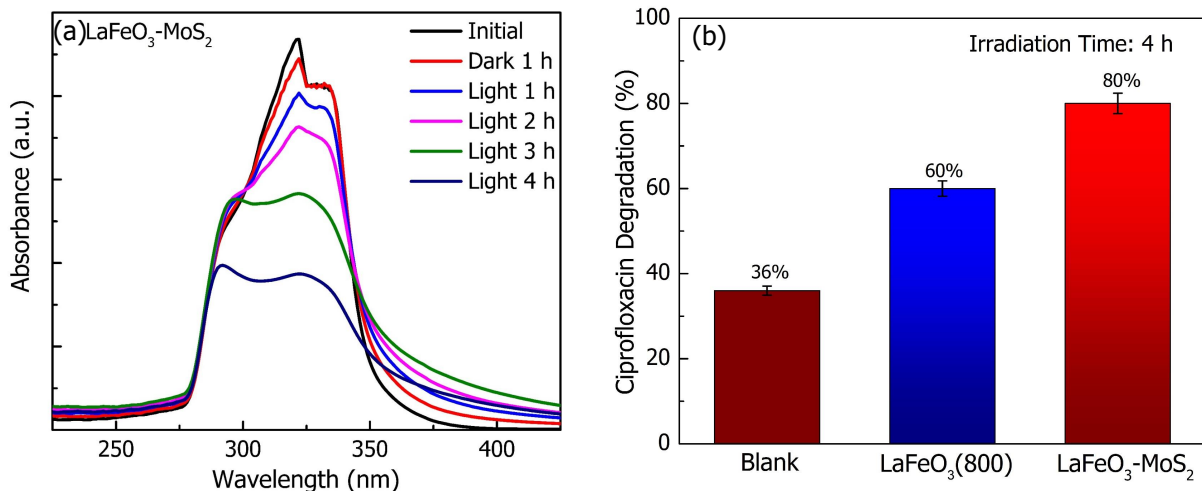 (a) LaFeO₃-MoS₂
Initial
Dark 1 h
Light 1 h
Light 2 h
Light 3 h
Light 4 h
Absorbance (a.u.)
250
300
350
400
Wavelength (nm)
(b)
Irradiation Time: 4 h
100
80
60
40
20
0
Ciprofloxacin Degradation (%)
36%
60%
80%
Blank
LaFeO₃(800)
LaFeO₃-MoS₂